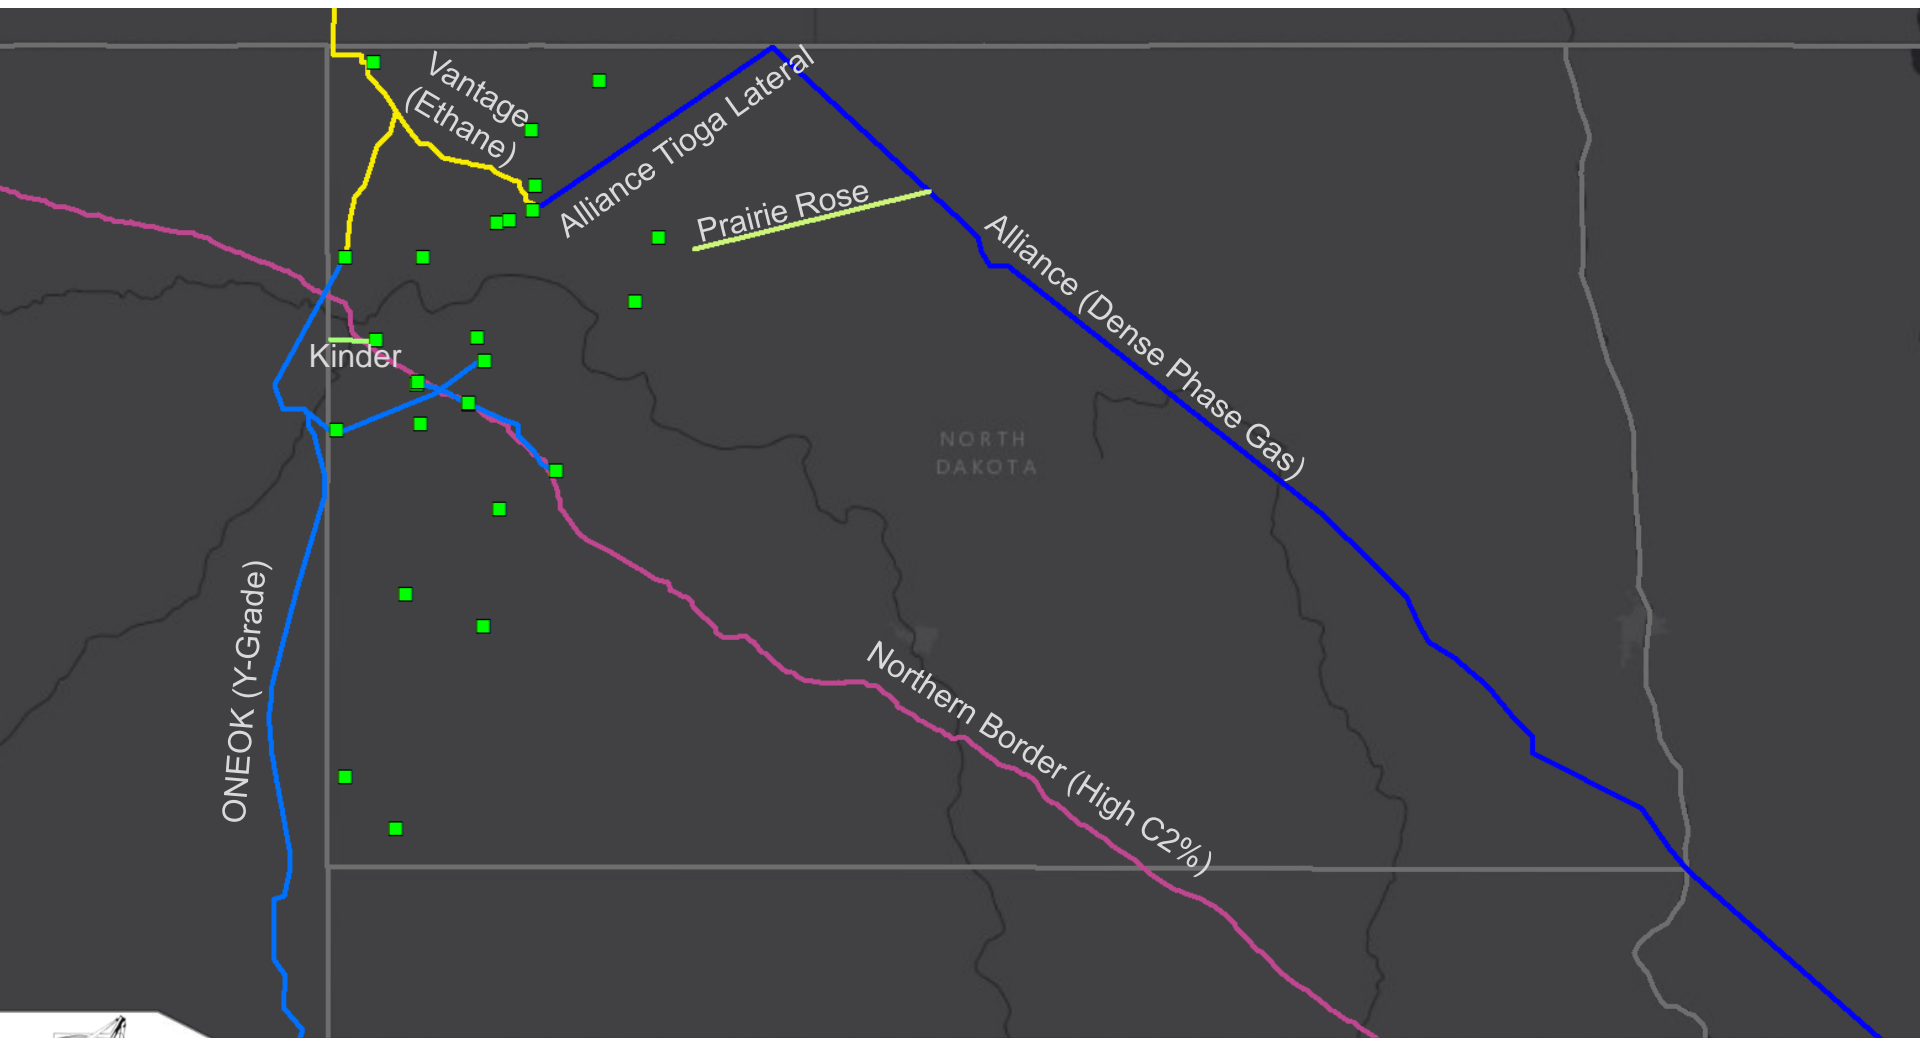 Vantage
(Ethane)
Alliance Tioga Lateral
Prairie Rose
Alliance (Dense Phase Gas)
Kinder
NORTH
DAKOTA
ONEOK (Y-Grade)
Northern Border (High C2%)